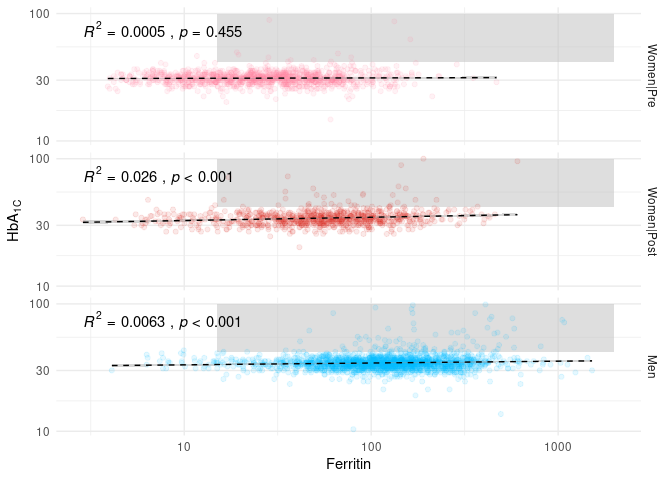 100
R2 = 0.0005 , p = 0.455
30
10
Women|Pre
100
R2 = 0.026 , p < 0.001
30
10
Women|Post
HbA1C
100
R2 = 0.0063 , p < 0.001
30
10
Men
10 100 1000
Ferritin